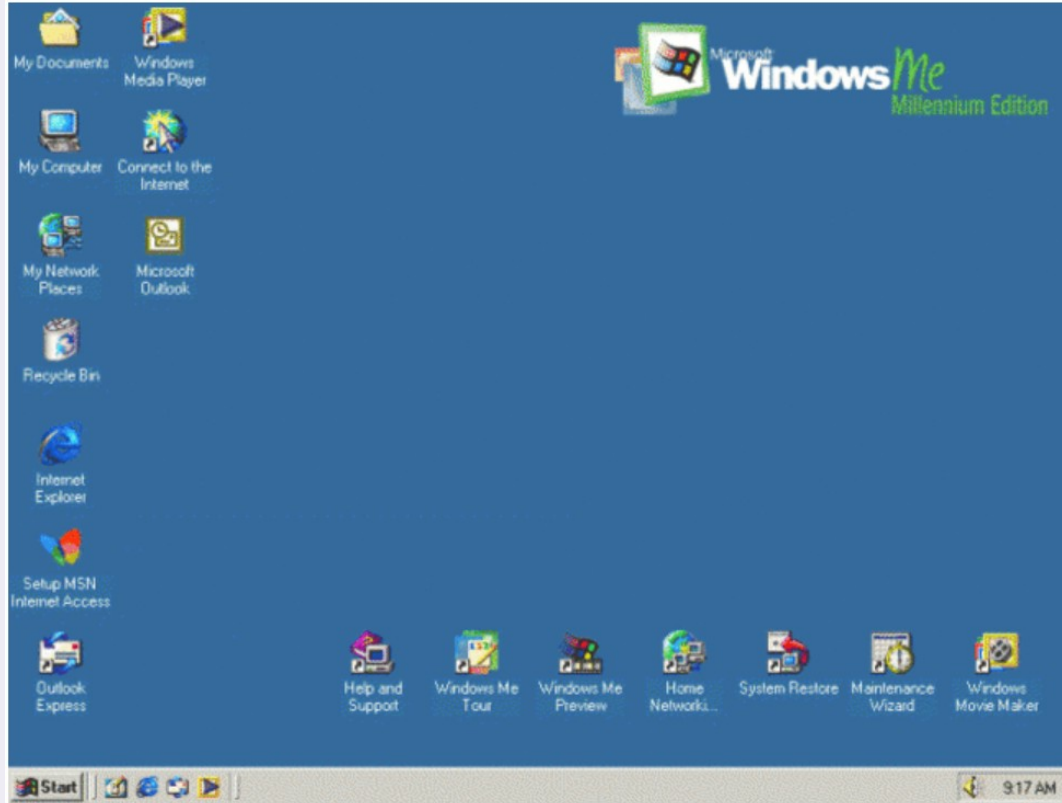 My Documents
Windows
Media Player
Microsoft
Windows Me
Millennium Edition
My Computer
Connect to the
Internet
My Network
Places
Microsoft
Outlook
Recycle Bin
Internet
Explorer
Setup MSN
Internet Access
Outlook
Express
Help and
Support
Windows Me
Tour
Windows Me
Preview
Home
Networki...
System Restore
Maintenance
Wizard
Windows
Movie Maker
Start
9:17 AM